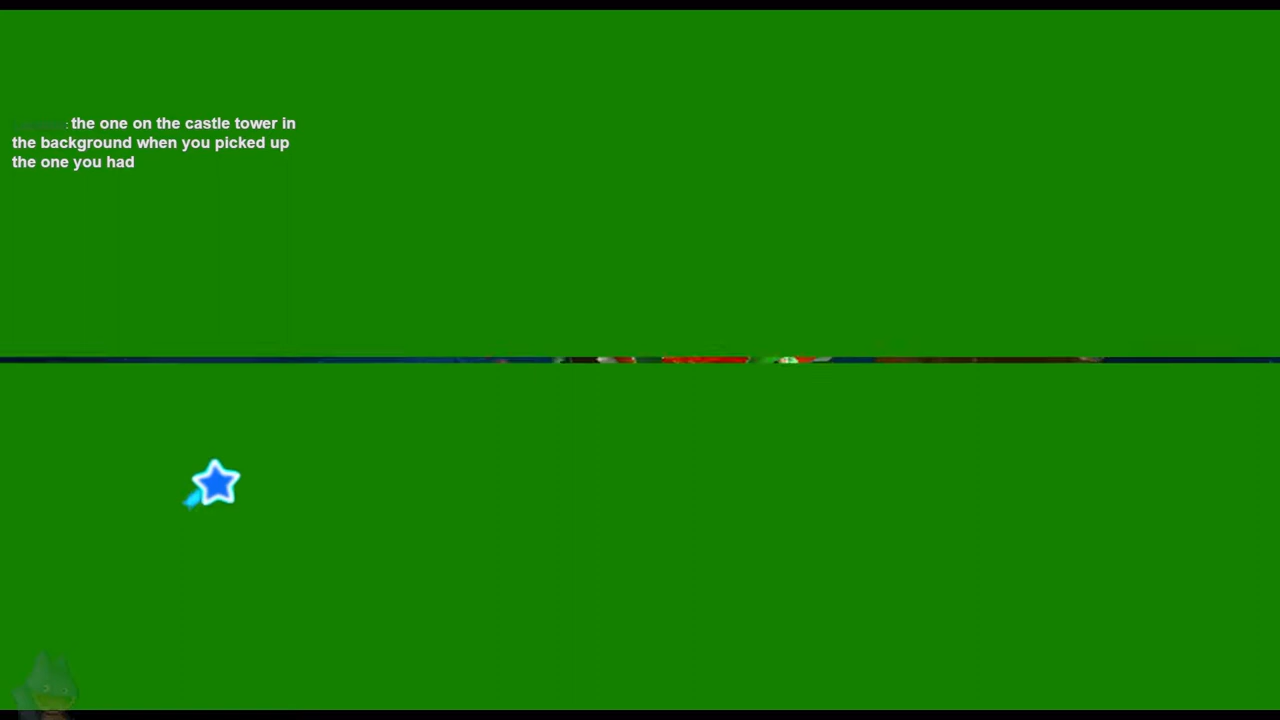 : the one on the castle tower in
the background when you picked up
the one you had